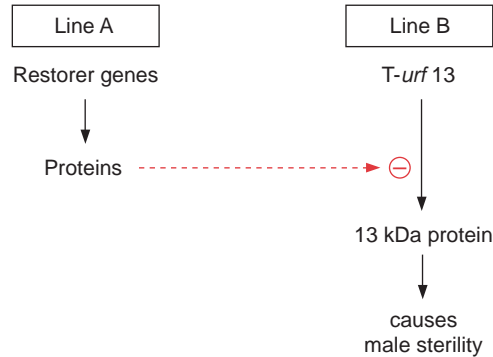 Line A
Line B
Restorer genes
T-urf 13
Proteins
−
13 kDa protein
causes
male sterility